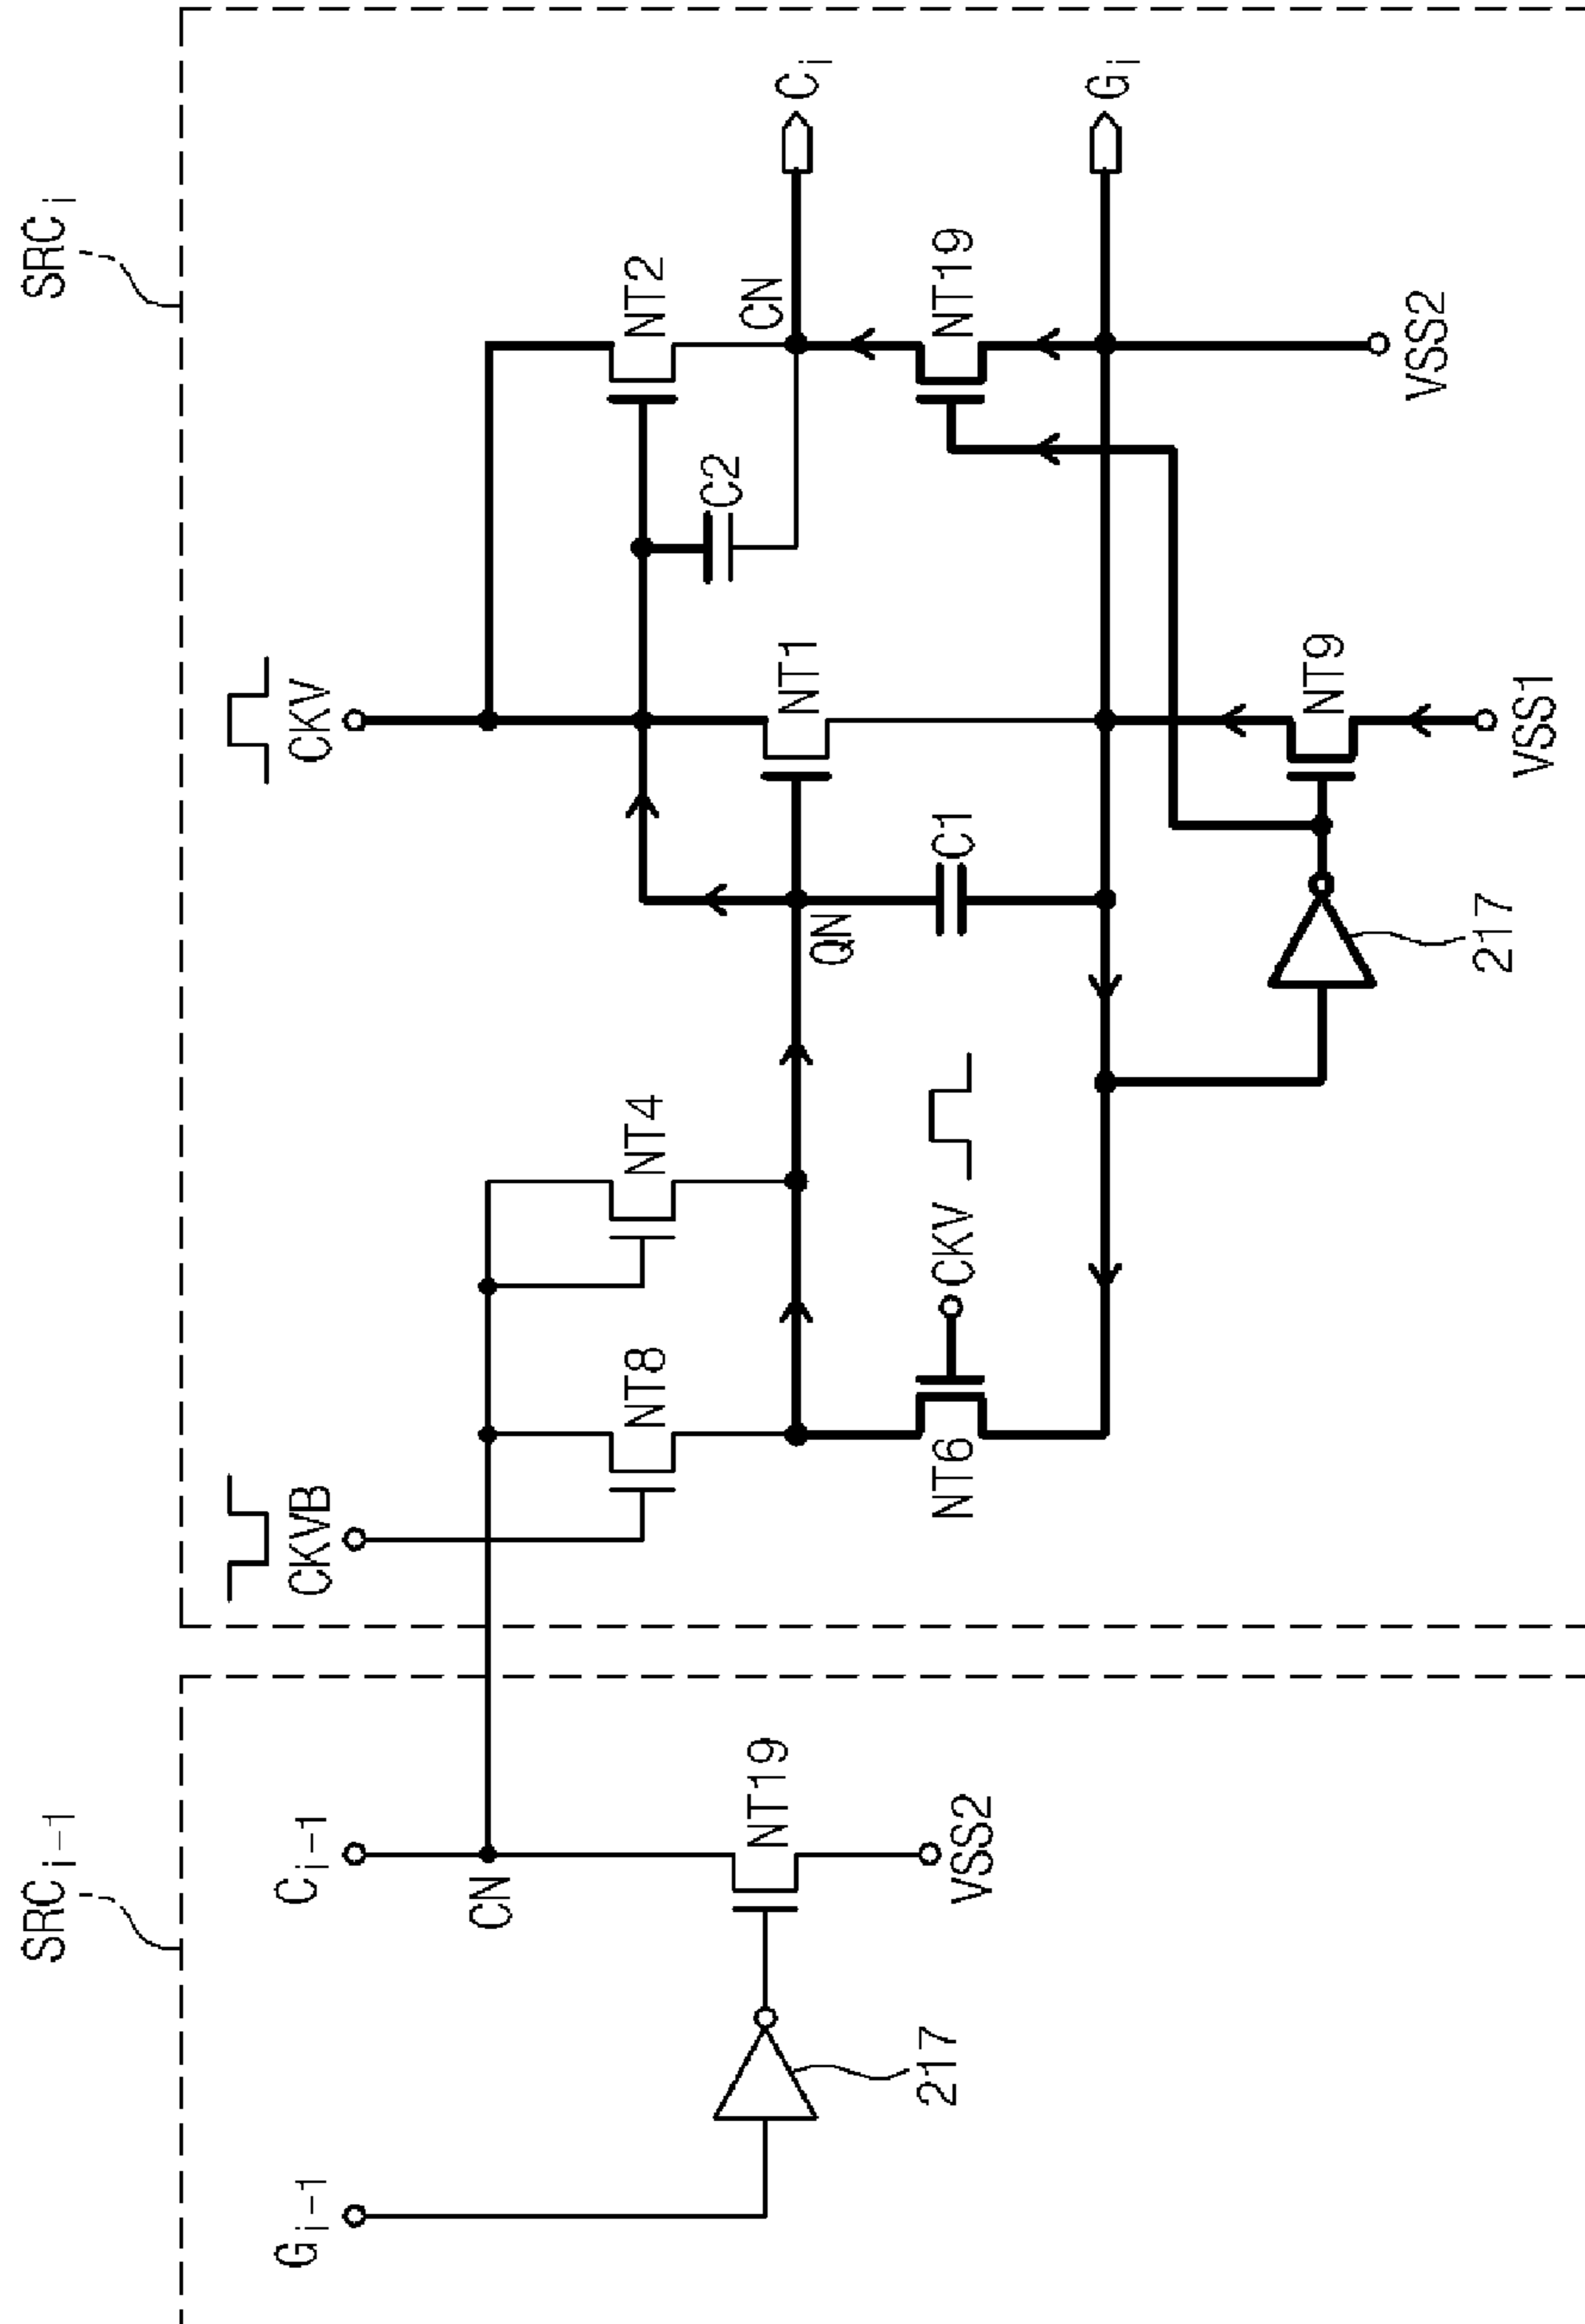 SRCi-1
SRCi
Gi-1
Ci-1
CKVB
CKV
CN
NT8
NT4
NT2
C2
CN
Ci
217
NT19
VSS2
QN
NT1
NT6
CKV
C1
NT19
Gi
217
NT9
VSS1
VSS2